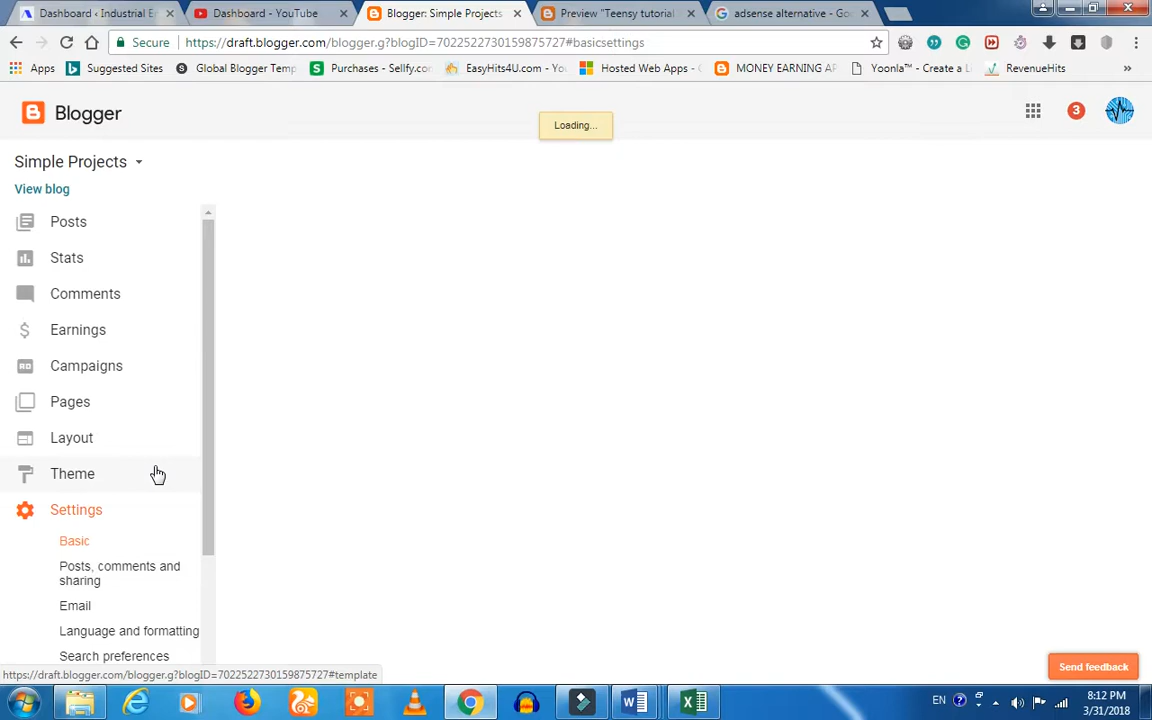 Dashboard ‹ Industrial E
Dashboard - YouTube
Blogger: Simple Projects
Preview "Teensy tutorial
adsense alternative - Goo
Secure
https://draft.blogger.com/blogger.g?blogID=7022522730159875727#basicsettings
Apps
Suggested Sites
Global Blogger Temp
Purchases - Sellfy.co
EasyHits4U.com - Yo
Hosted Web Apps -
MONEY EARNING AP
Yoonla™ - Create a L
RevenueHits
»
Blogger
Loading...
3
Simple Projects
View blog
Posts
Stats
Comments
Earnings
Campaigns
Pages
Layout
Theme
Settings
Basic
Posts, comments and
sharing
Email
Language and formatting
Search preferences
https://draft.blogger.com/blogger.g?blogID=7022522730159875727#template
Send feedback
EN
8:12 PM
3/31/2018